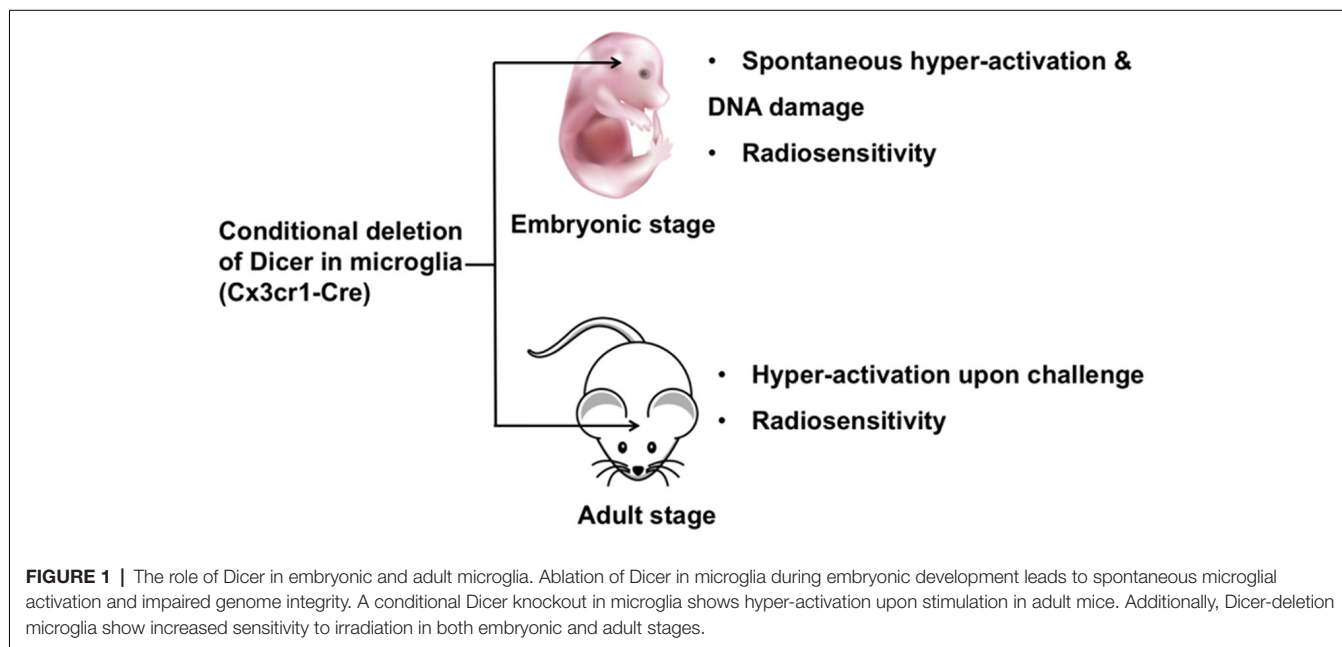 • Spontaneous hyper-activation &
DNA damage
• Radiosensitivity
Embryonic stage
Conditional deletion
of Dicer in microglia
(Cx3cr1-Cre)
• Hyper-activation upon challenge
• Radiosensitivity
Adult stage
FIGURE 1 | The role of Dicer in embryonic and adult microglia. Ablation of Dicer in microglia during embryonic development leads to spontaneous microglial
activation and impaired genome integrity. A conditional Dicer knockout in microglia shows hyper-activation upon stimulation in adult mice. Additionally, Dicer-deletion
microglia show increased sensitivity to irradiation in both embryonic and adult stages.